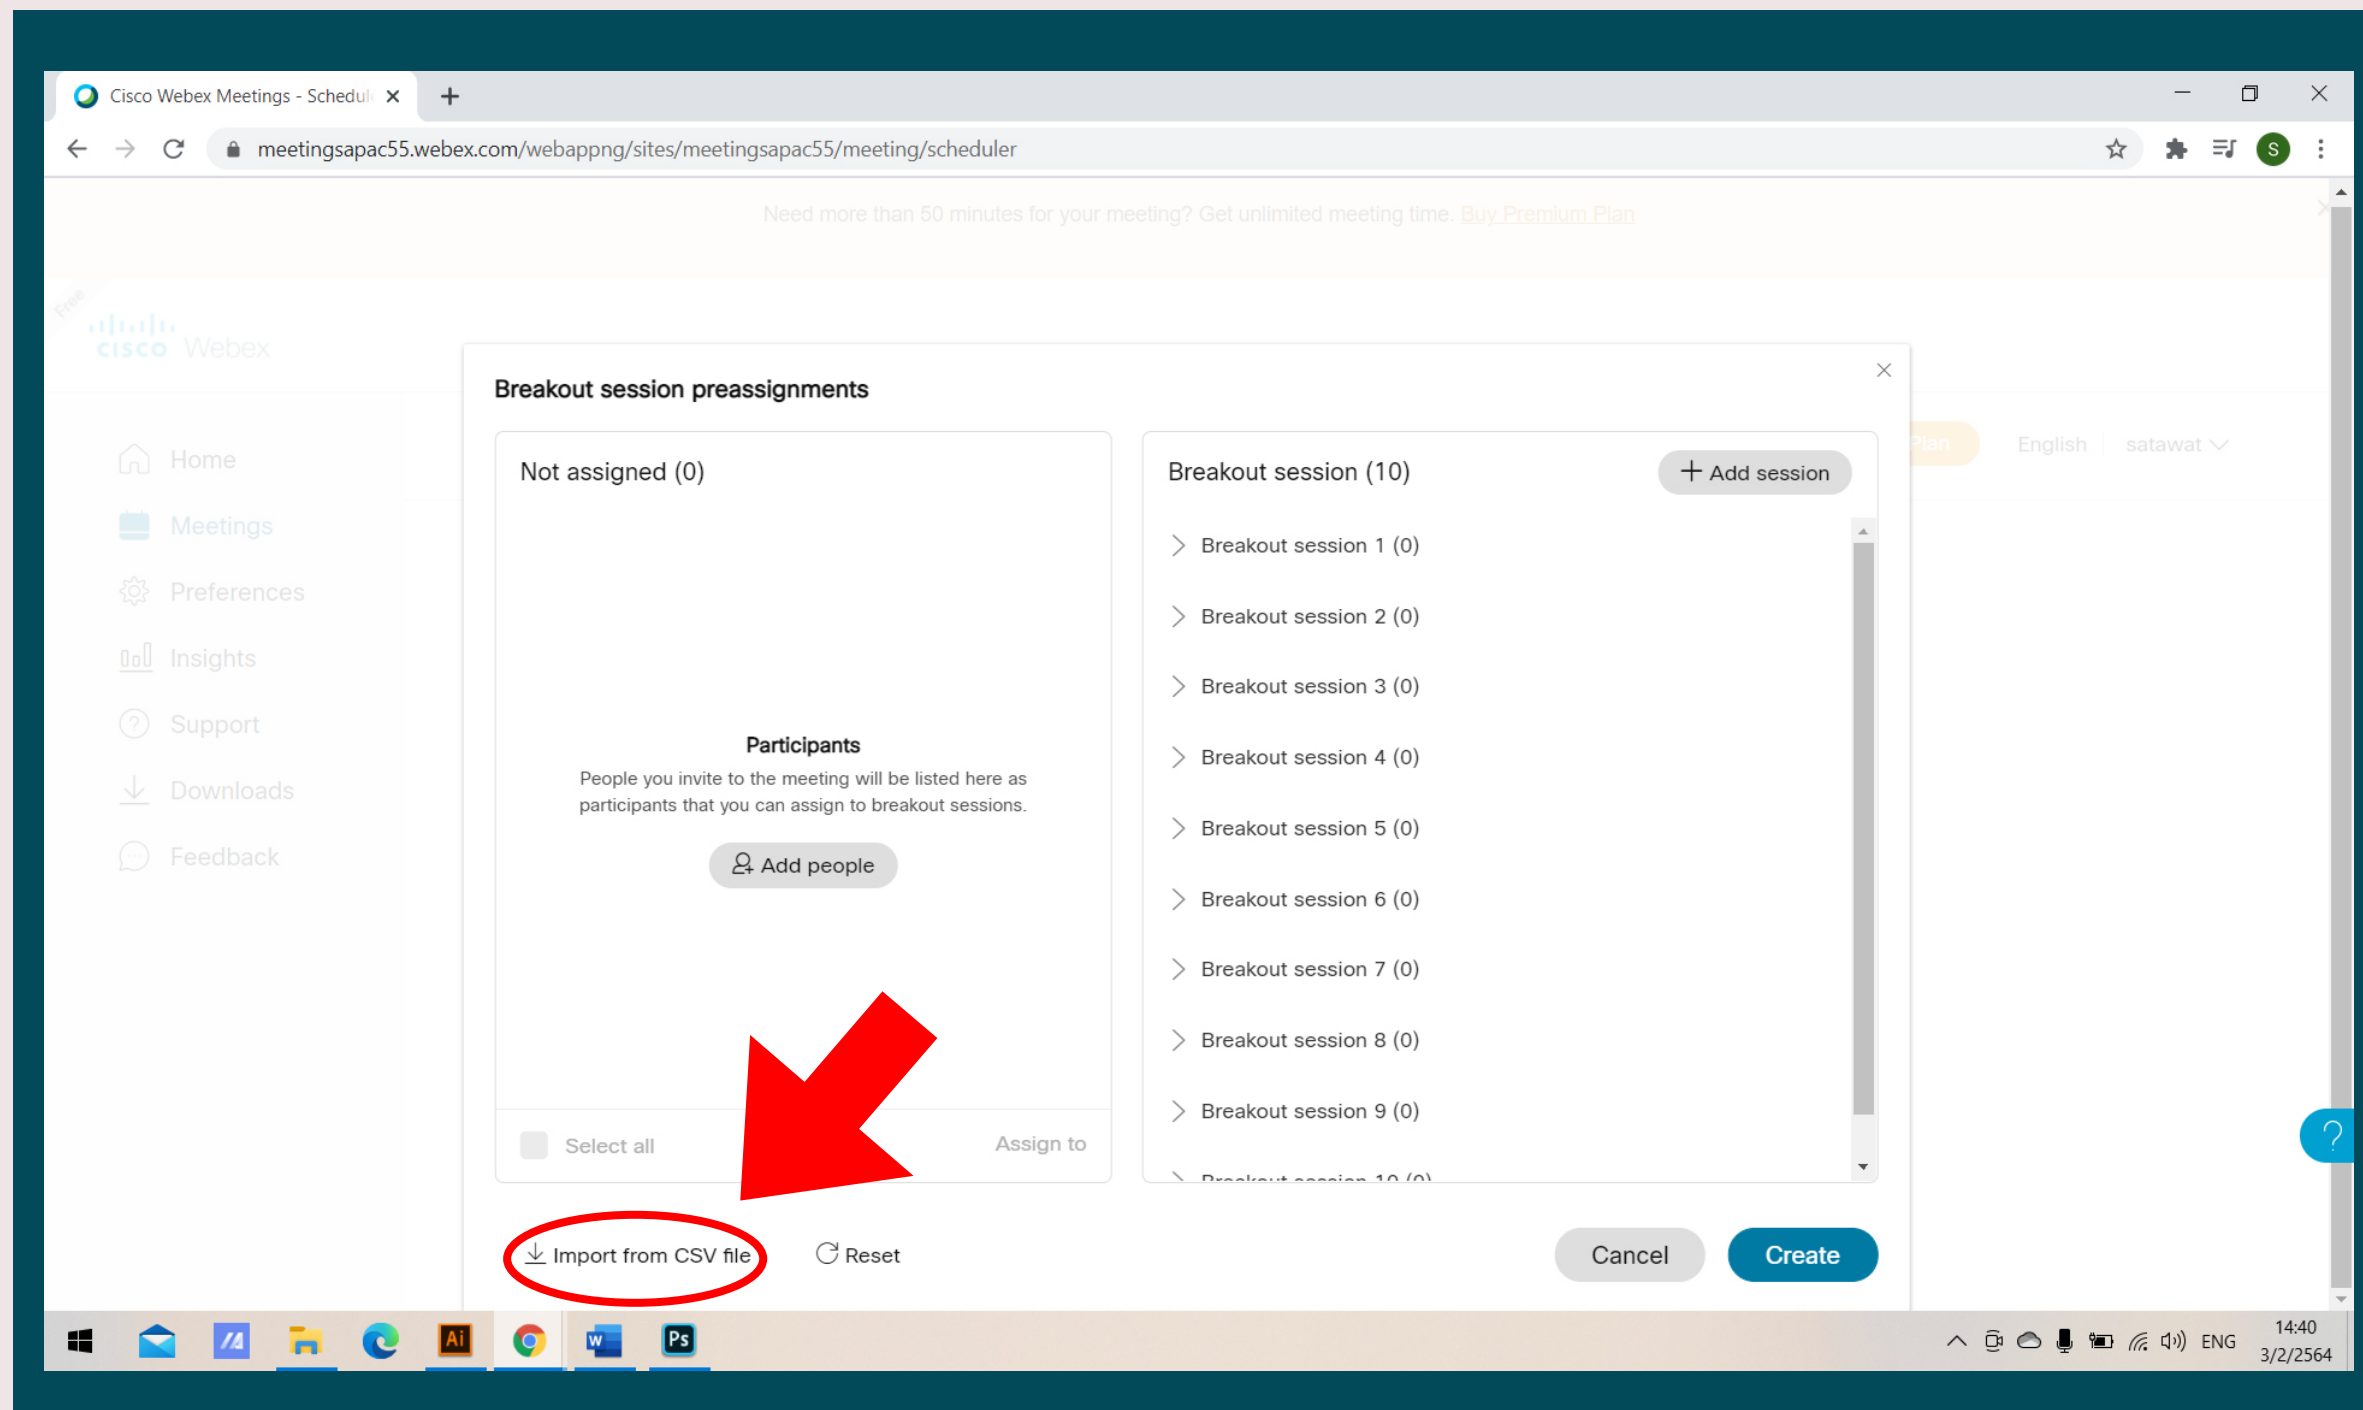 Cisco Webex Meetings - Schedul
meetingsapac55.webex.com/webappng/sites/meetingsapac55/meeting/scheduler
S
Need more than 50 minutes for your meeting? Get unlimited meeting time. Buy Premium Plan
Free
cisco Webex
Plan
English
satawat
Home
Meetings
Preferences
Insights
Support
Downloads
Feedback
Breakout session preassignments
Not assigned (0)
Participants
People you invite to the meeting will be listed here as
participants that you can assign to breakout sessions.
Add people
Select all
Assign to
Breakout session (10)
+ Add session
Breakout session 1 (0)
Breakout session 2 (0)
Breakout session 3 (0)
Breakout session 4 (0)
Breakout session 5 (0)
Breakout session 6 (0)
Breakout session 7 (0)
Breakout session 8 (0)
Breakout session 9 (0)
Breakout session 10 (0)
?
Import from CSV file
Reset
Cancel
Create
Ai
W
Ps
ENG
14:40
3/2/2564